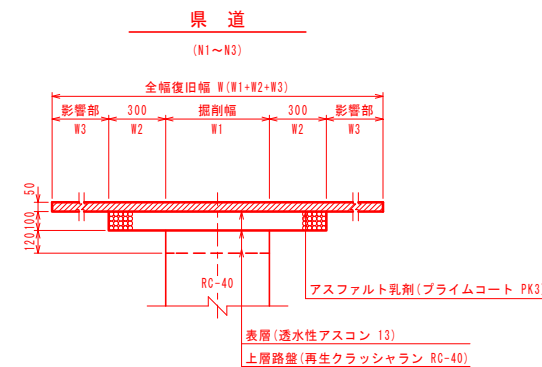 県 道
(N1～N3)
全幅復旧幅 W(W1+W2+W3)
影響部 300 掘削幅 300 影響部
W3 W2 W1 W2 W3
50
100
120
RC-40
アスファルト乳剤(プライムコート PK3)
表層(透水性アスコン 13)
上層路盤(再生クラッシャラン RC-40)